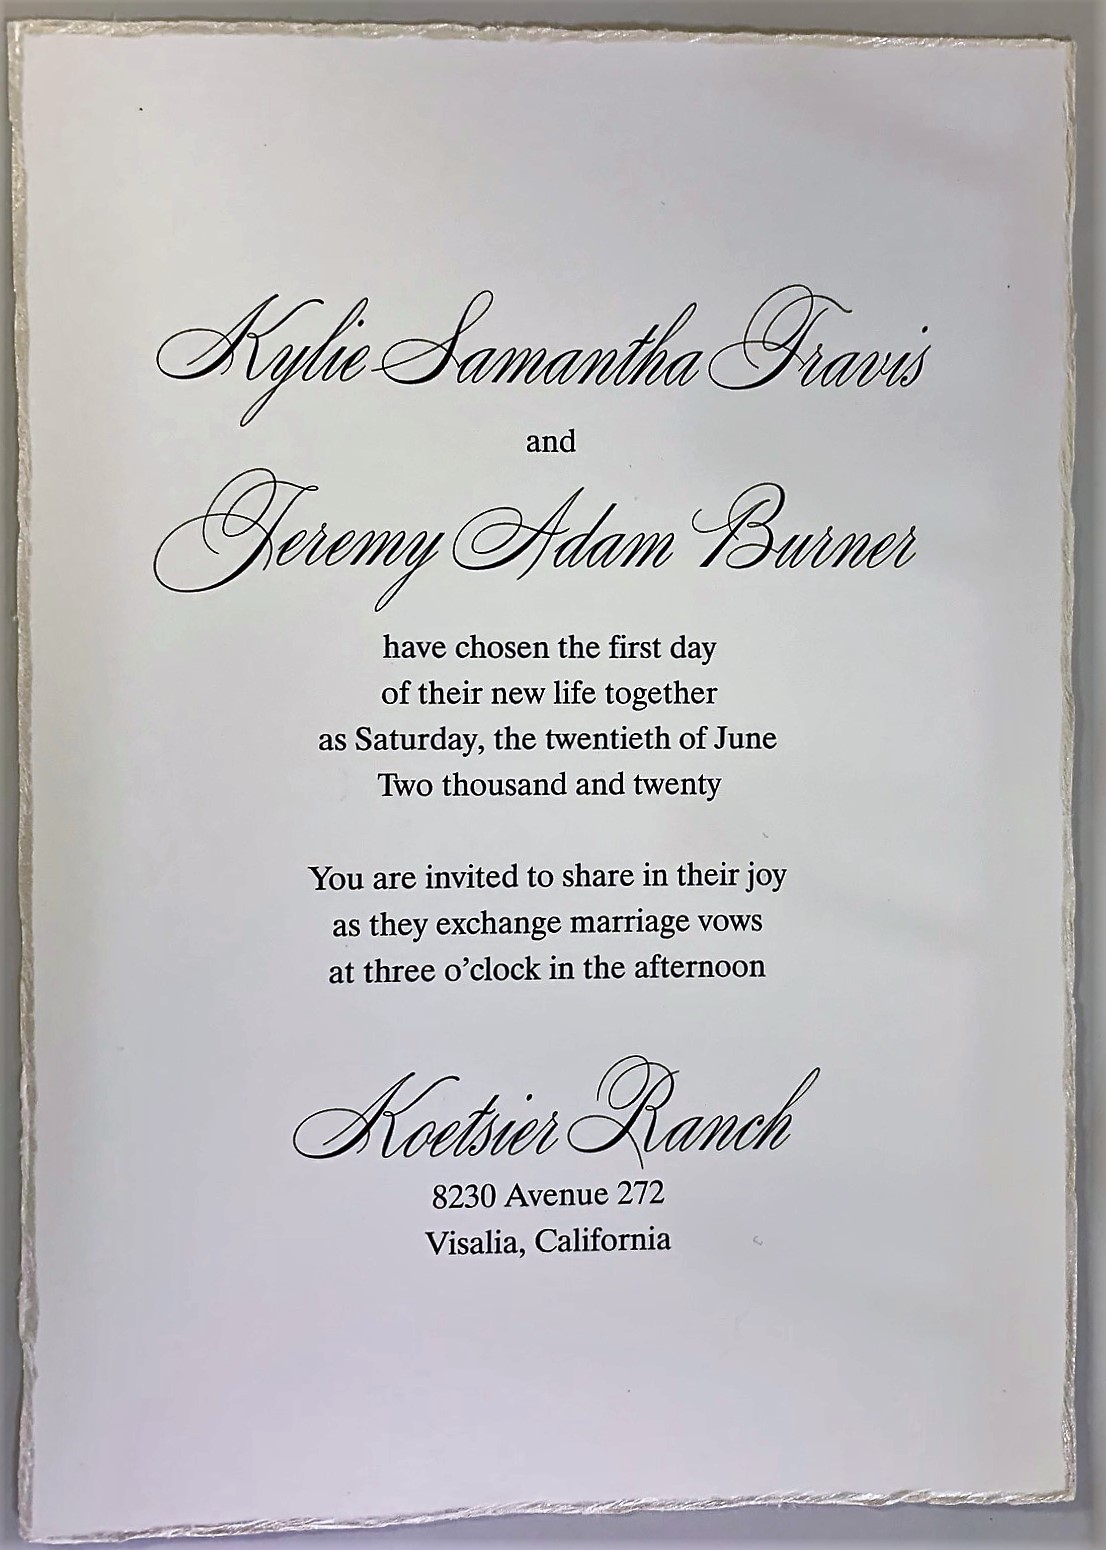 Kylie Samantha Travis
and
Jeremy Adam Burner
have chosen the first day
of their new life together
as Saturday, the twentieth of June
Two thousand and twenty
You are invited to share in their joy
as they exchange marriage vows
at three o’clock in the afternoon
Koetsier Ranch
8230 Avenue 272
Visalia, California